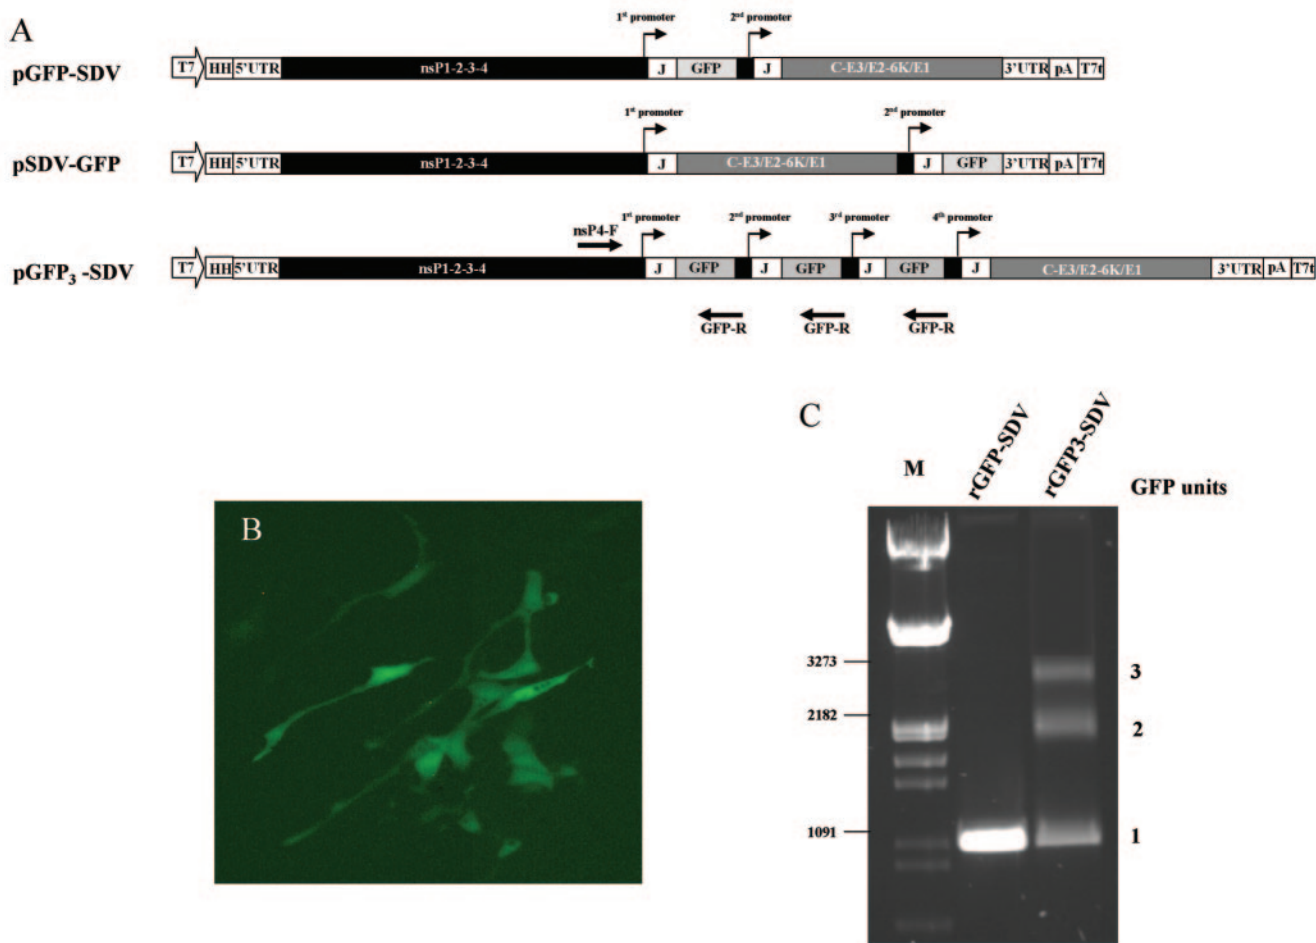 A
1st promoter 2nd promoter
pGFP-SDV T7 HH 5'UTR nsP1-2-3-4 J GFP J C-E3/E2-6K/E1 3'UTR pA T7t
1st promoter 2nd promoter
pSDV-GFP T7 HH 5'UTR nsP1-2-3-4 J C-E3/E2-6K/E1 J GFP 3'UTR pA T7t
1st promoter 2nd promoter 3rd promoter 4th promoter
nsP4-F
pGFP3 -SDV T7 HH 5'UTR nsP1-2-3-4 J GFP J GFP J GFP J C-E3/E2-6K/E1 3'UTR pA T7t
GFP-R GFP-R GFP-R
B
C
M rGFP-SDV rGFP3-SDV GFP units
3273 3
2182 2
1091 1